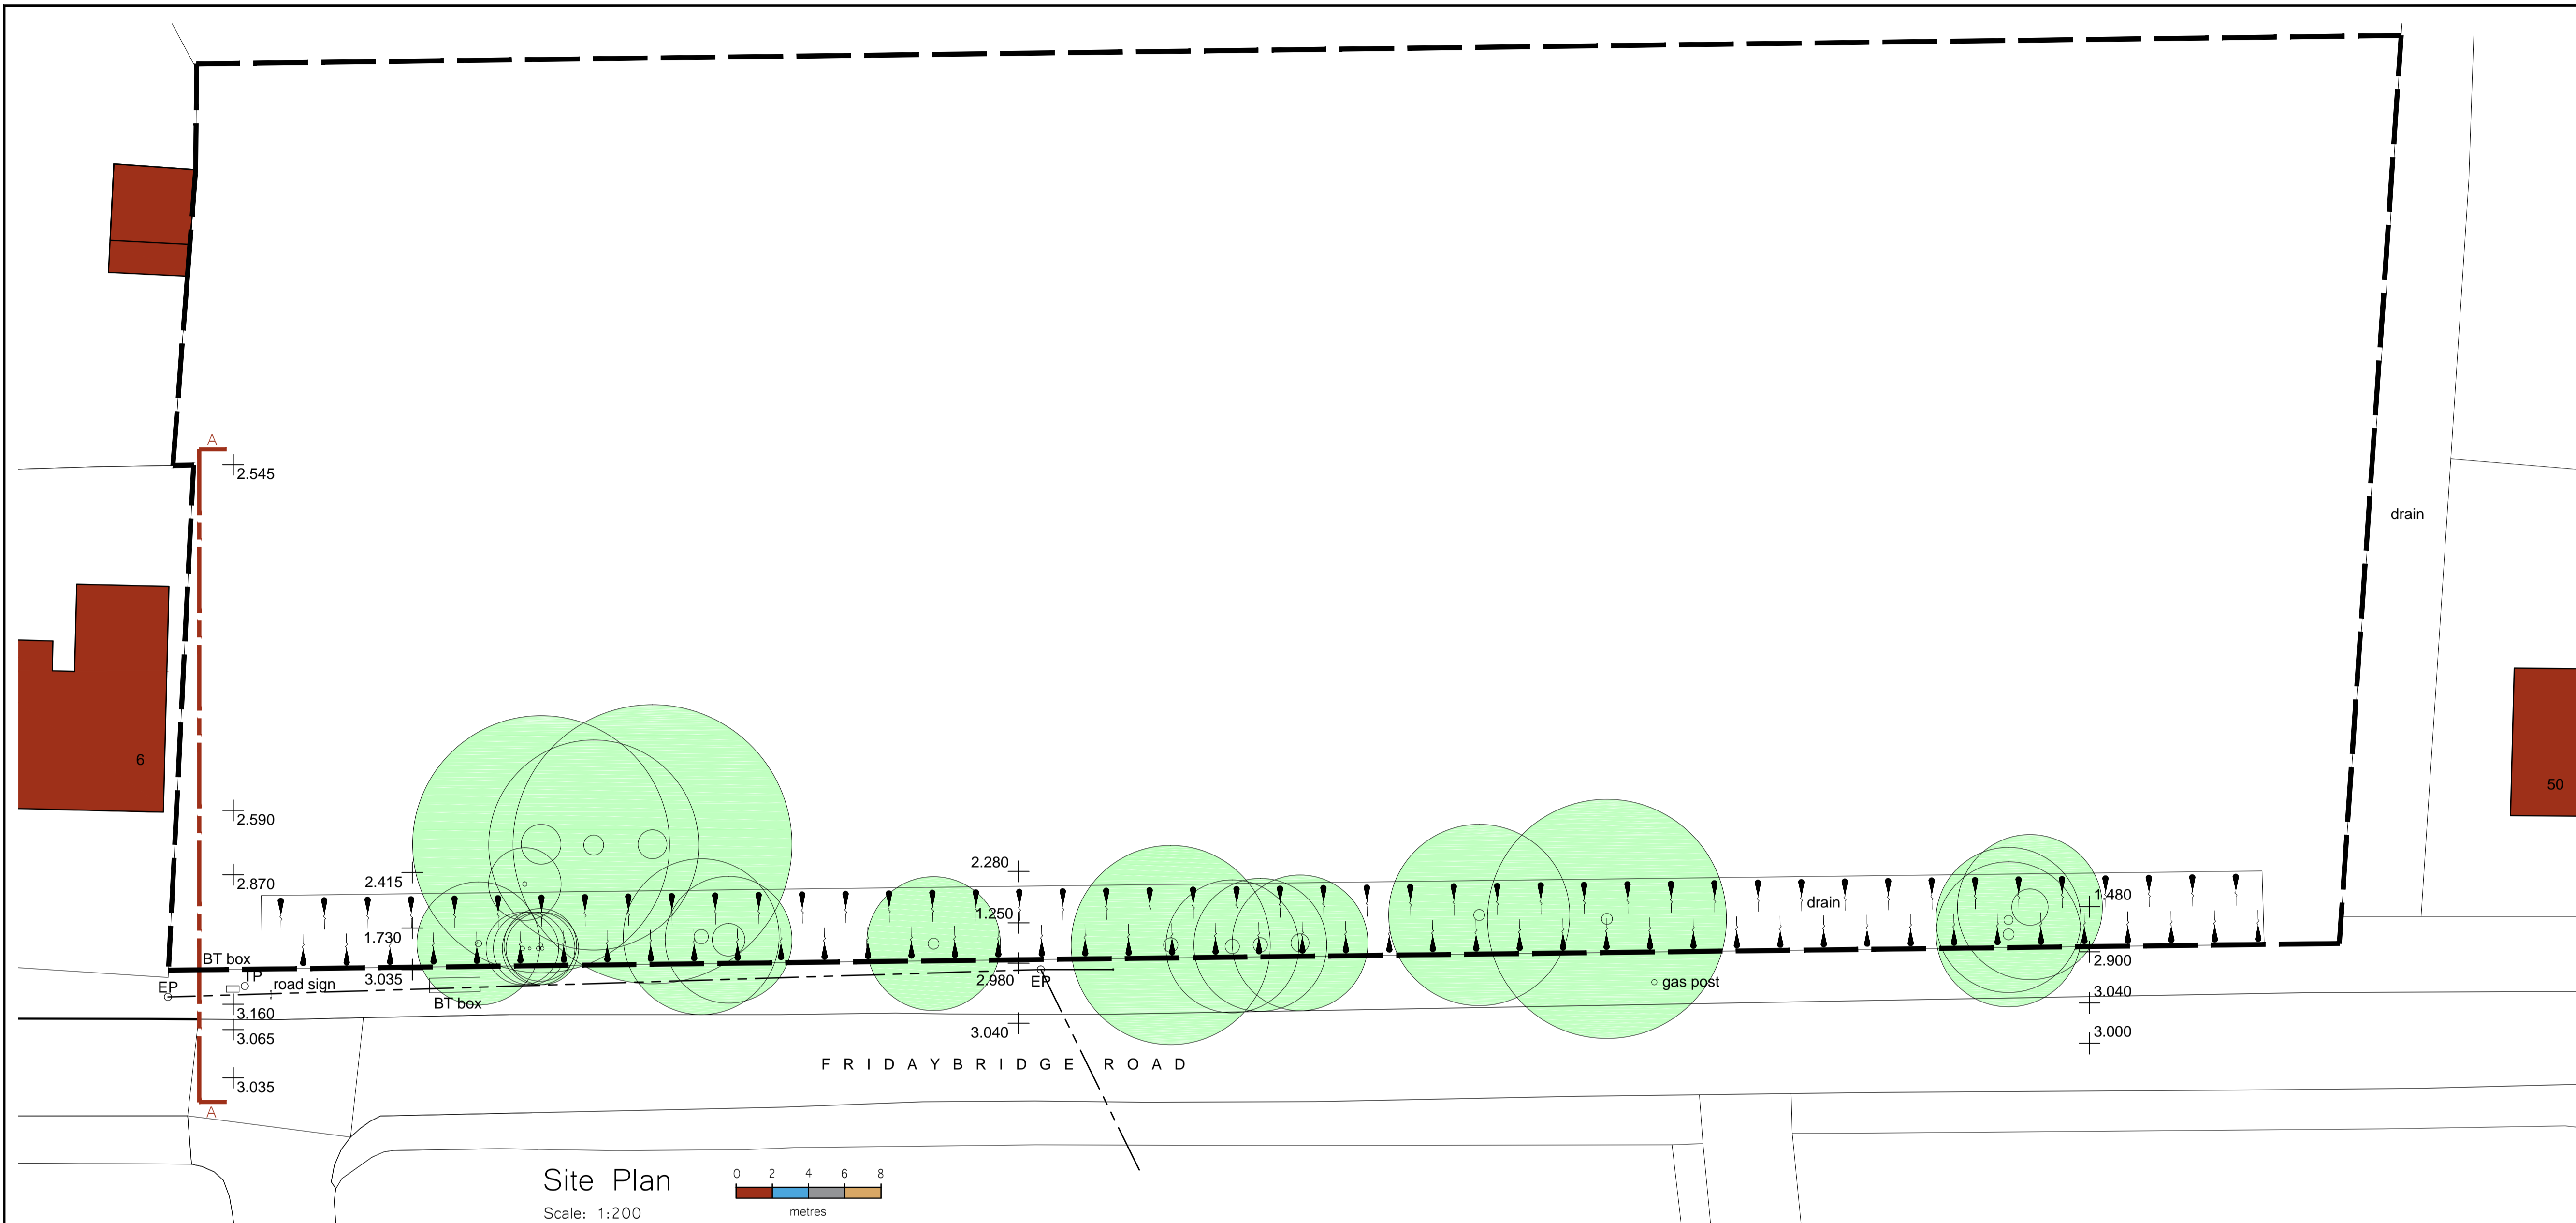 A
2.545
drain
6
50
2.590
2.870
2.415
2.280
1.480
drain
1.250
1.730
BT box
2.900
EP
TP
road sign
3.035
2.980
EP
gas post
3.040
BT box
3.160
3.065
3.040
3.000
FRIDAYBRIDGE ROAD
3.035
A
Site Plan
0 2 4 6 8
Scale: 1:200
metres